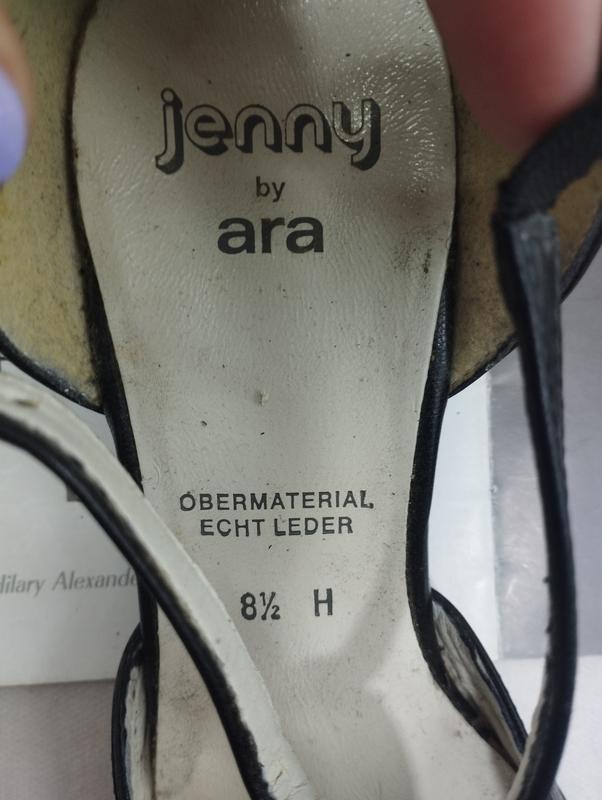 jenny
by
ara
OBERMATERIAL
ECHT LEDER
8½ H
Hilary Alexande